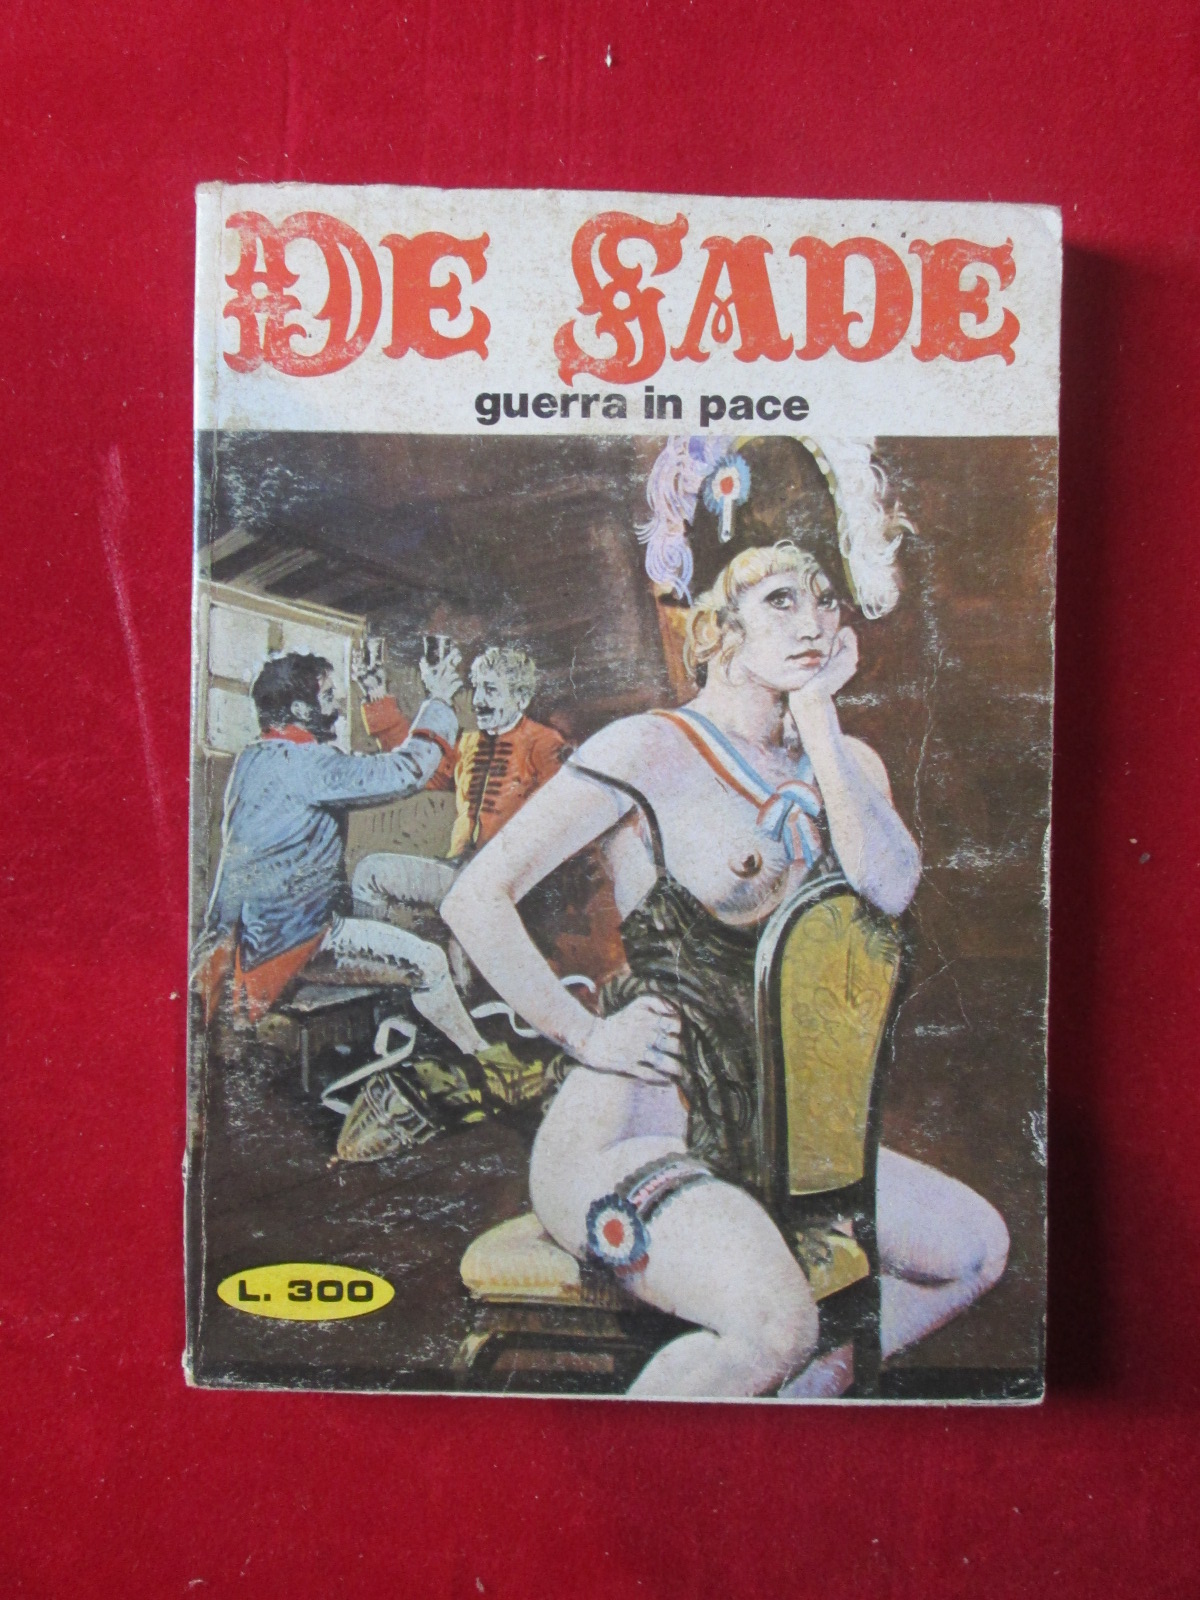 DE SADE
guerra in pace
L. 300